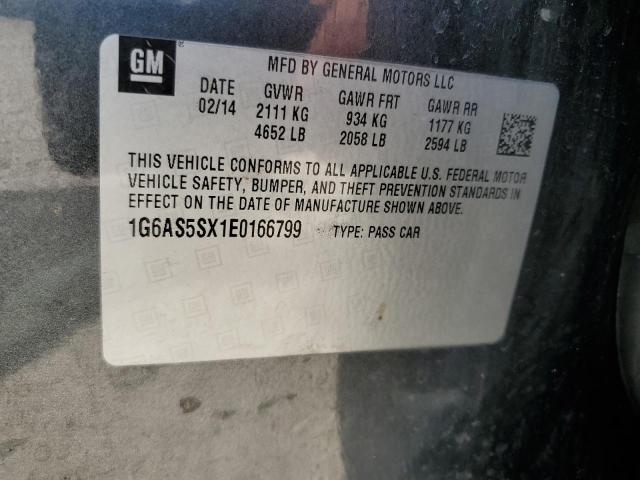 GM
®
MFD BY GENERAL MOTORS LLC
DATE GVWR GAWR FRT GAWR RR
02/14 2111 KG 934 KG 1177 KG
4652 LB 2058 LB 2594 LB
THIS VEHICLE CONFORMS TO ALL APPLICABLE U.S. FEDERAL MOTOR
VEHICLE SAFETY, BUMPER, AND THEFT PREVENTION STANDARDS IN
EFFECT ON THE DATE OF MANUFACTURE SHOWN ABOVE.
1G6AS5SX1E0166799 TYPE: PASS CAR